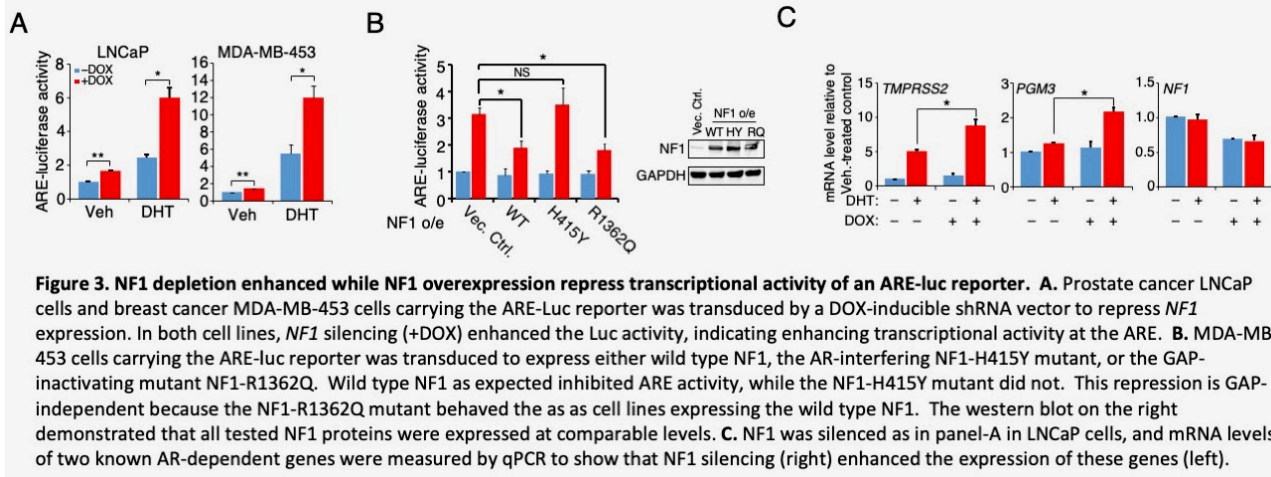 A
B
C
LNCaP
MDA-MB-453
ARE-luciferase activity
8
6
4
2
0
–DOX
+DOX
*
**
Veh
DHT
16
14
12
10
8
6
4
2
0
*
**
Veh
DHT
ARE-luciferase activity
5
4
3
2
1
0
*
NS
*
NF1 o/e
Vec. Ctrl.
WT
H415Y
R1362Q
Vec. Ctrl.
NF1 o/e
WT HY RQ
NF1
GAPDH
mRNA level relative to
Veh.-treated control
15
10
5
0
TMPRSS2
*
3
2
1
0
PGM3
*
1.5
1.0
0.5
0
NF1
DHT: – + – + – + – + – + – +
DOX: – – + + – – + + – – + +
Figure 3. NF1 depletion enhanced while NF1 overexpression repress transcriptional activity of an ARE-luc reporter. A. Prostate cancer LNCaP
cells and breast cancer MDA-MB-453 cells carrying the ARE-Luc reporter was transduced by a DOX-inducible shRNA vector to repress NF1
expression. In both cell lines, NF1 silencing (+DOX) enhanced the Luc activity, indicating enhancing transcriptional activity at the ARE. B. MDA-MB
453 cells carrying the ARE-luc reporter was transduced to express either wild type NF1, the AR-interfering NF1-H415Y mutant, or the GAP-
inactivating mutant NF1-R1362Q. Wild type NF1 as expected inhibited ARE activity, while the NF1-H415Y mutant did not. This repression is GAP-
independent because the NF1-R1362Q mutant behaved the as as cell lines expressing the wild type NF1. The western blot on the right
demonstrated that all tested NF1 proteins were expressed at comparable levels. C. NF1 was silenced as in panel-A in LNCaP cells, and mRNA levels
of two known AR-dependent genes were measured by qPCR to show that NF1 silencing (right) enhanced the expression of these genes (left).